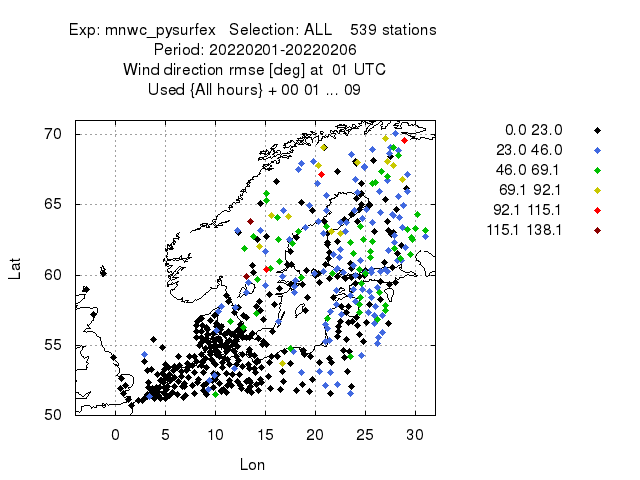 Exp: mnwc_pysurfex   Selection: ALL    539 stations
Period: 20220201-20220206
Wind direction rmse [deg] at  01 UTC
Used {All hours} + 00 01 ... 09
0.0 23.0
23.0 46.0
46.0 69.1
69.1 92.1
92.1 115.1
115.1 138.1
Lat
70
65
60
55
50
0 5 10 15 20 25 30
Lon